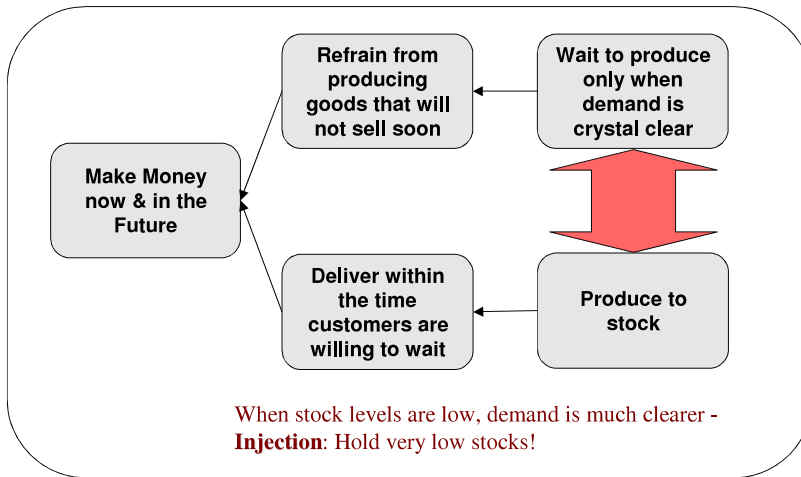 Refrain from
producing
goods that will
not sell soon
Wait to produce
only when
demand is
crystal clear
Make Money
now & in the
Future
Deliver within
the time
customers are
willing to wait
Produce to
stock
When stock levels are low, demand is much clearer -
Injection: Hold very low stocks!